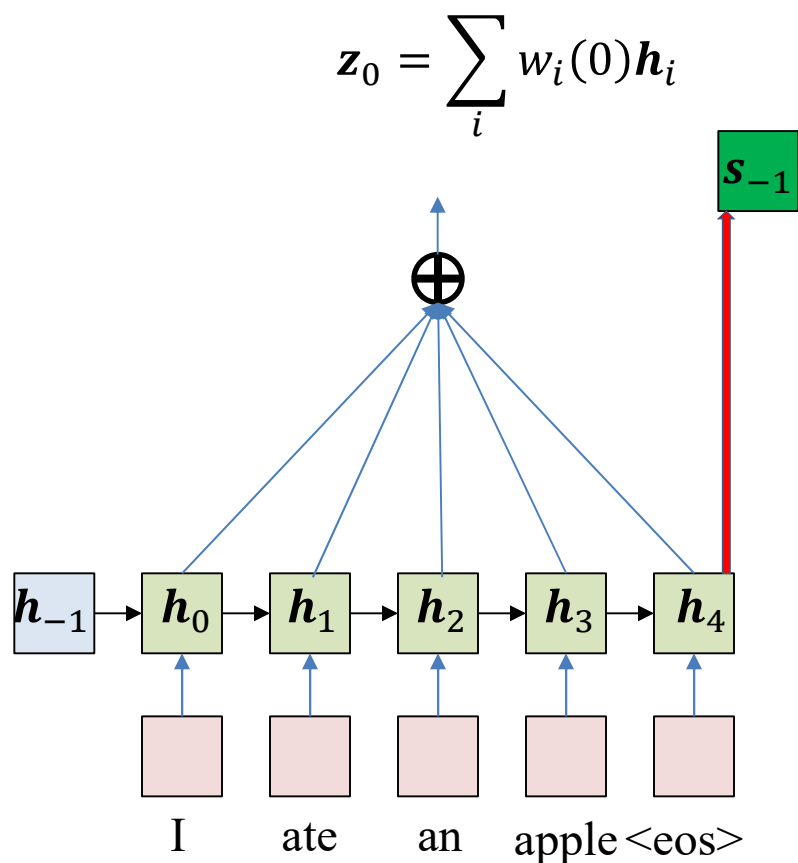 𝒛₀ = ∑ᵢ wᵢ(0)𝒉ᵢ
𝒔₋₁
𝒉₋₁ 𝒉₀ 𝒉₁ 𝒉₂ 𝒉₃ 𝒉₄
I ate an apple <eos>